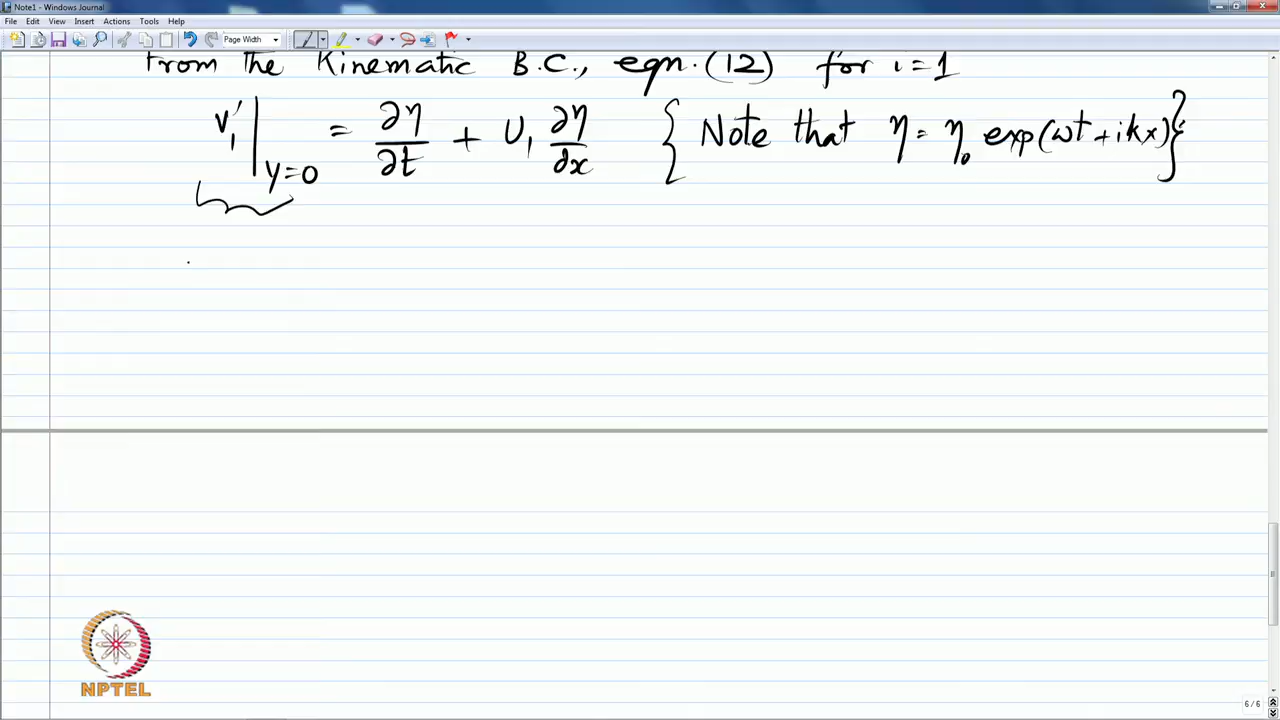 Note1 - Windows Journal
File Edit View Insert Actions Tools Help
Page Width
From the Kinematic B.C., eqn. (12) for i=1
v₁′|y=0 = ∂η/∂t + U₁ ∂η/∂x { Note that η = η₀ exp(ωt + ikx) }
NPTEL
6 / 6